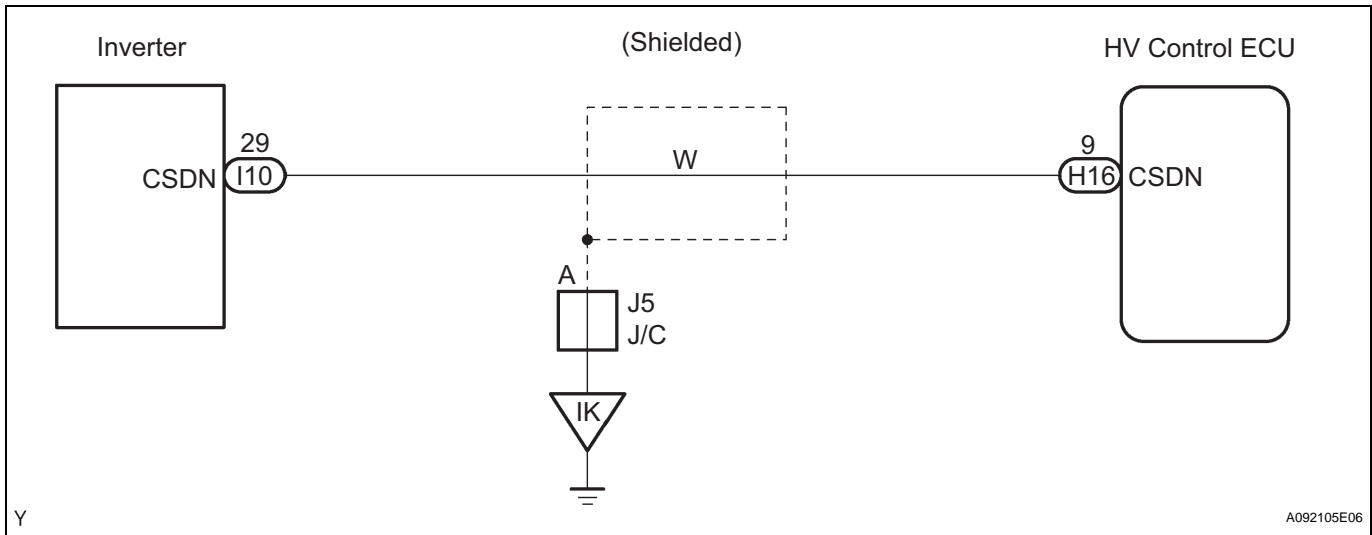 Inverter
(Shielded)
HV Control ECU
29
CSDN
I10
W
9
H16
CSDN
A
J5
J/C
IK
Y
A092105E06